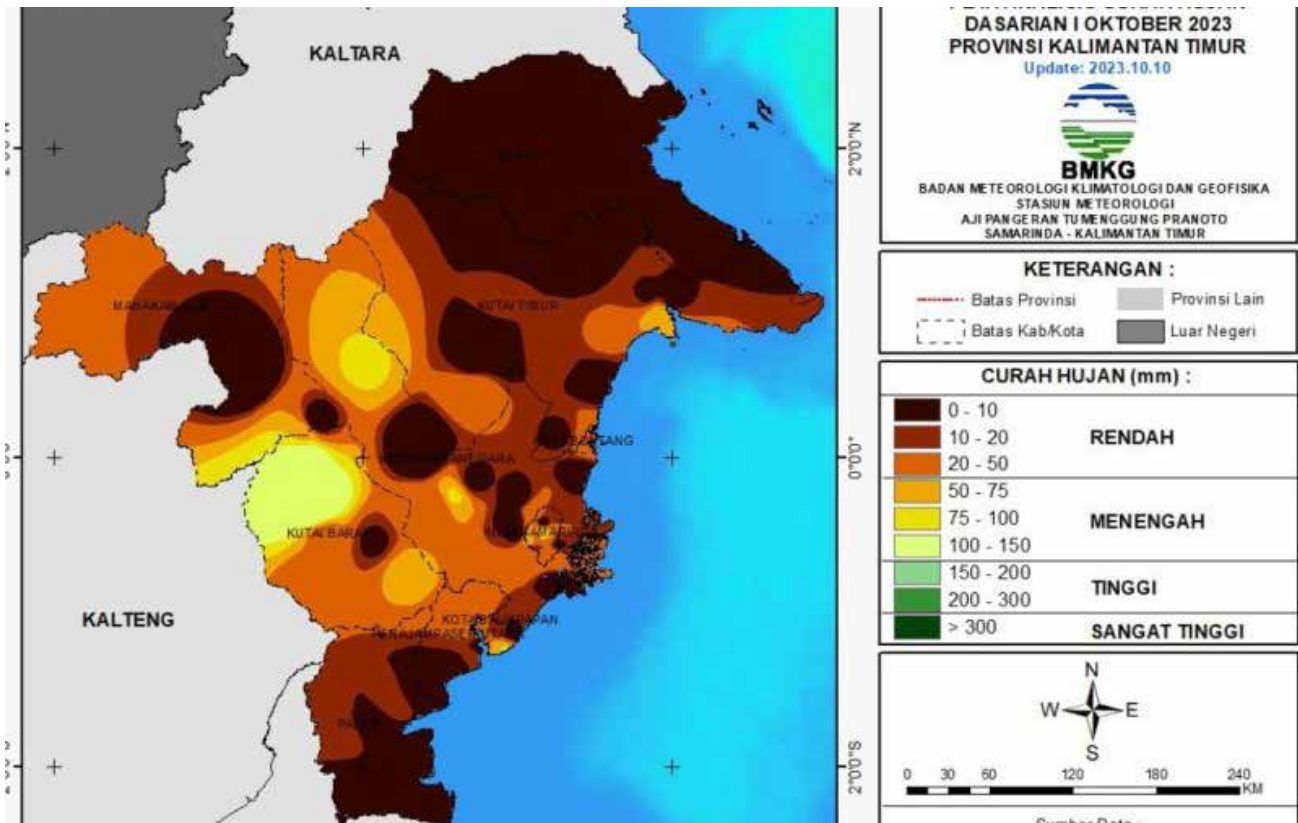 DASARIAN I OKTOBER 2023
PROVINSI KALIMANTAN TIMUR
Update: 2023.10.10
BMKG
BADAN METEOROLOGI KLIMATOLOGI DAN GEOFISIKA
STASIUN METEOROLOGI
AJI PANGERAN TUMENGGUNG PRANOTO
SAMARINDA - KALIMANTAN TIMUR
KETERANGAN :
Batas Provinsi
Provinsi Lain
Batas Kab/Kota
Luar Negeri
CURAH HUJAN (mm) :
0 - 10
10 - 20
20 - 50
RENDAH
50 - 75
75 - 100
100 - 150
MENENGAH
150 - 200
200 - 300
TINGGI
> 300
SANGAT TINGGI
N
W E
S
0 30 60 120 180 240
KM
KALTARA
KUTAI TIMUR
KUTAI BARAT
KALTENG
2°0'0"N
0°0'0"
2°0'0"S